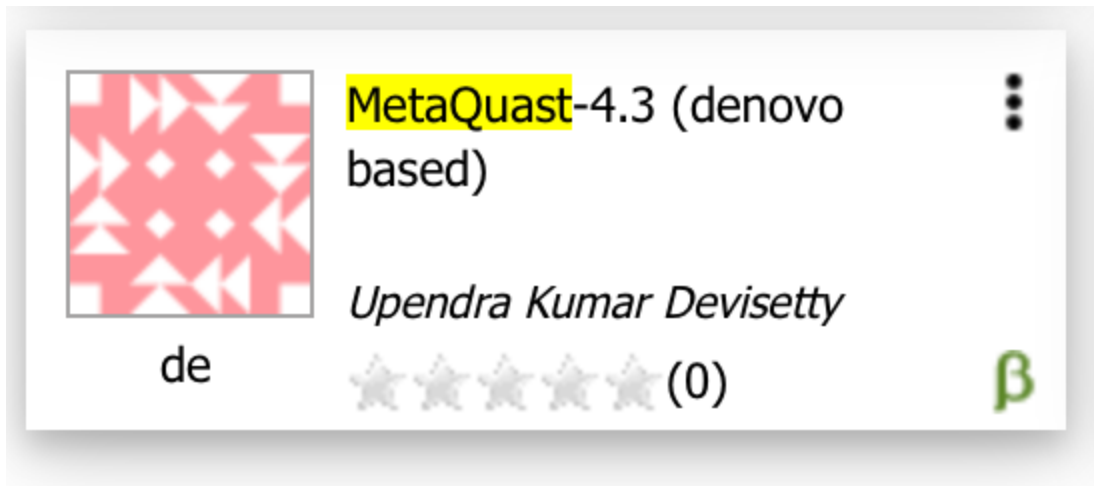 MetaQuast-4.3 (denovo
based)
Upendra Kumar Devisetty
de
(0)
β